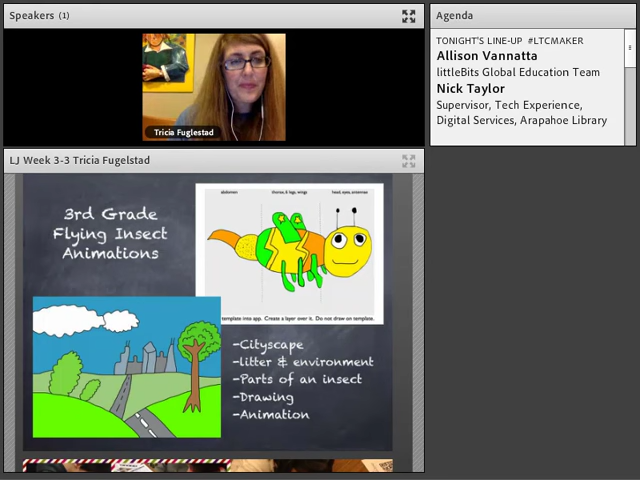 Speakers (1)
Tricia Fuglestad
Agenda
TONIGHT'S LINE-UP #LTCMAKER
Allison Vannatta
littleBits Global Education Team
Nick Taylor
Supervisor, Tech Experience,
Digital Services, Arapahoe Library
LJ Week 3-3 Tricia Fugelstad
3rd Grade
Flying Insect
Animations
abdomen thorax, 6 legs, wings head, eyes, antennae
template into app. Create a layer over it. Do not draw on template.
-Cityscape
-litter & environment
-Parts of an insect
-Drawing
-Animation